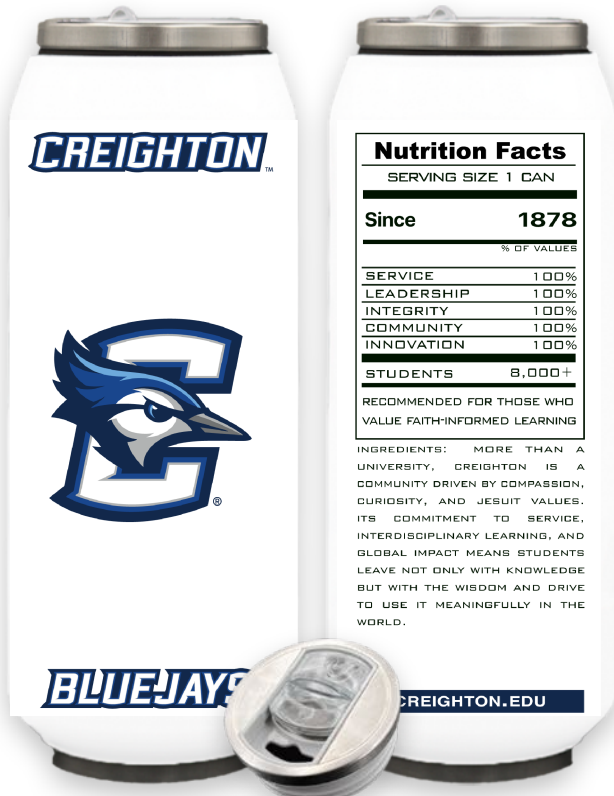 CREIGHTON
TM
®
BLUEJAYS
Nutrition Facts
SERVING SIZE 1 CAN
Since 1878
% OF VALUES
SERVICE 100%
LEADERSHIP 100%
INTEGRITY 100%
COMMUNITY 100%
INNOVATION 100%
STUDENTS 8,000+
RECOMMENDED FOR THOSE WHO
VALUE FAITH-INFORMED LEARNING
INGREDIENTS: MORE THAN A
UNIVERSITY, CREIGHTON IS A
COMMUNITY DRIVEN BY COMPASSION,
CURIOSITY, AND JESUIT VALUES.
ITS COMMITMENT TO SERVICE,
INTERDISCIPLINARY LEARNING, AND
GLOBAL IMPACT MEANS STUDENTS
LEAVE NOT ONLY WITH KNOWLEDGE
BUT WITH THE WISDOM AND DRIVE
TO USE IT MEANINGFULLY IN THE
WORLD.
CREIGHTON.EDU